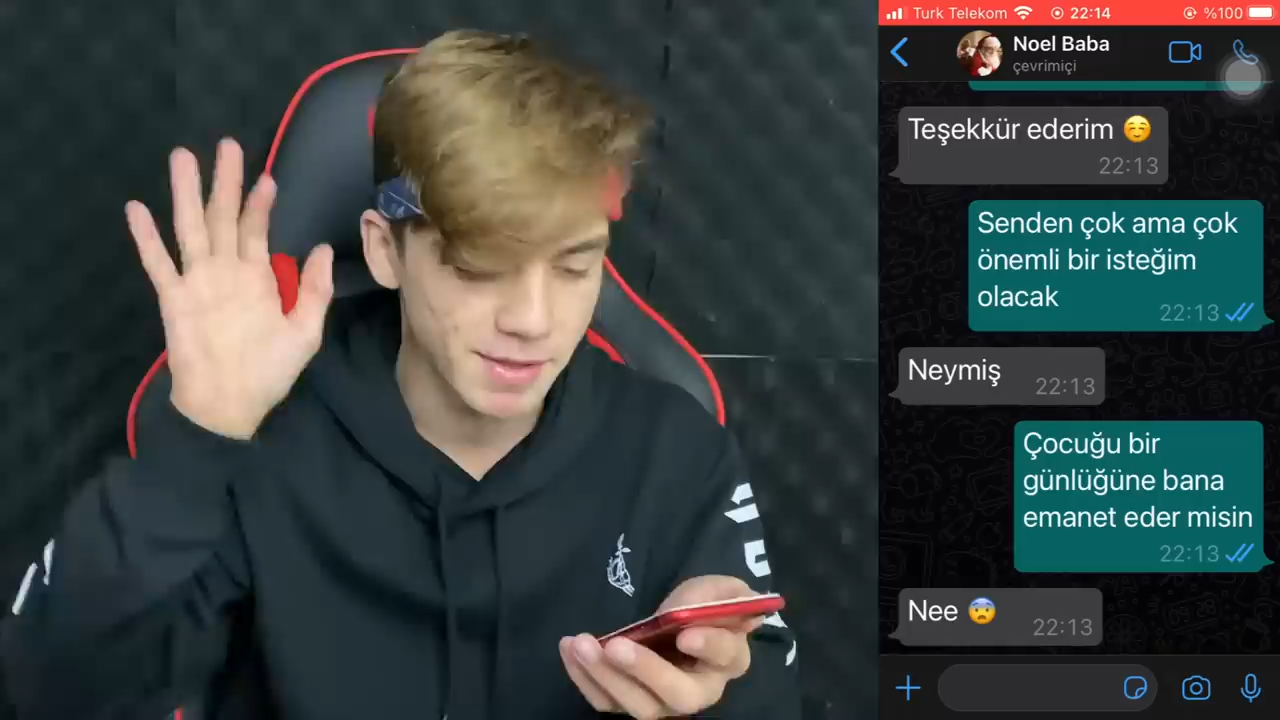 Turk Telekom 22:14 %100
Noel Baba
çevrimiçi
Teşekkür ederim ☺️
22:13
Senden çok ama çok
önemli bir isteğim
olacak
22:13
Neymiş
22:13
Çocuğu bir
günlüğüne bana
emanet eder misin
22:13
Nee 😨
22:13